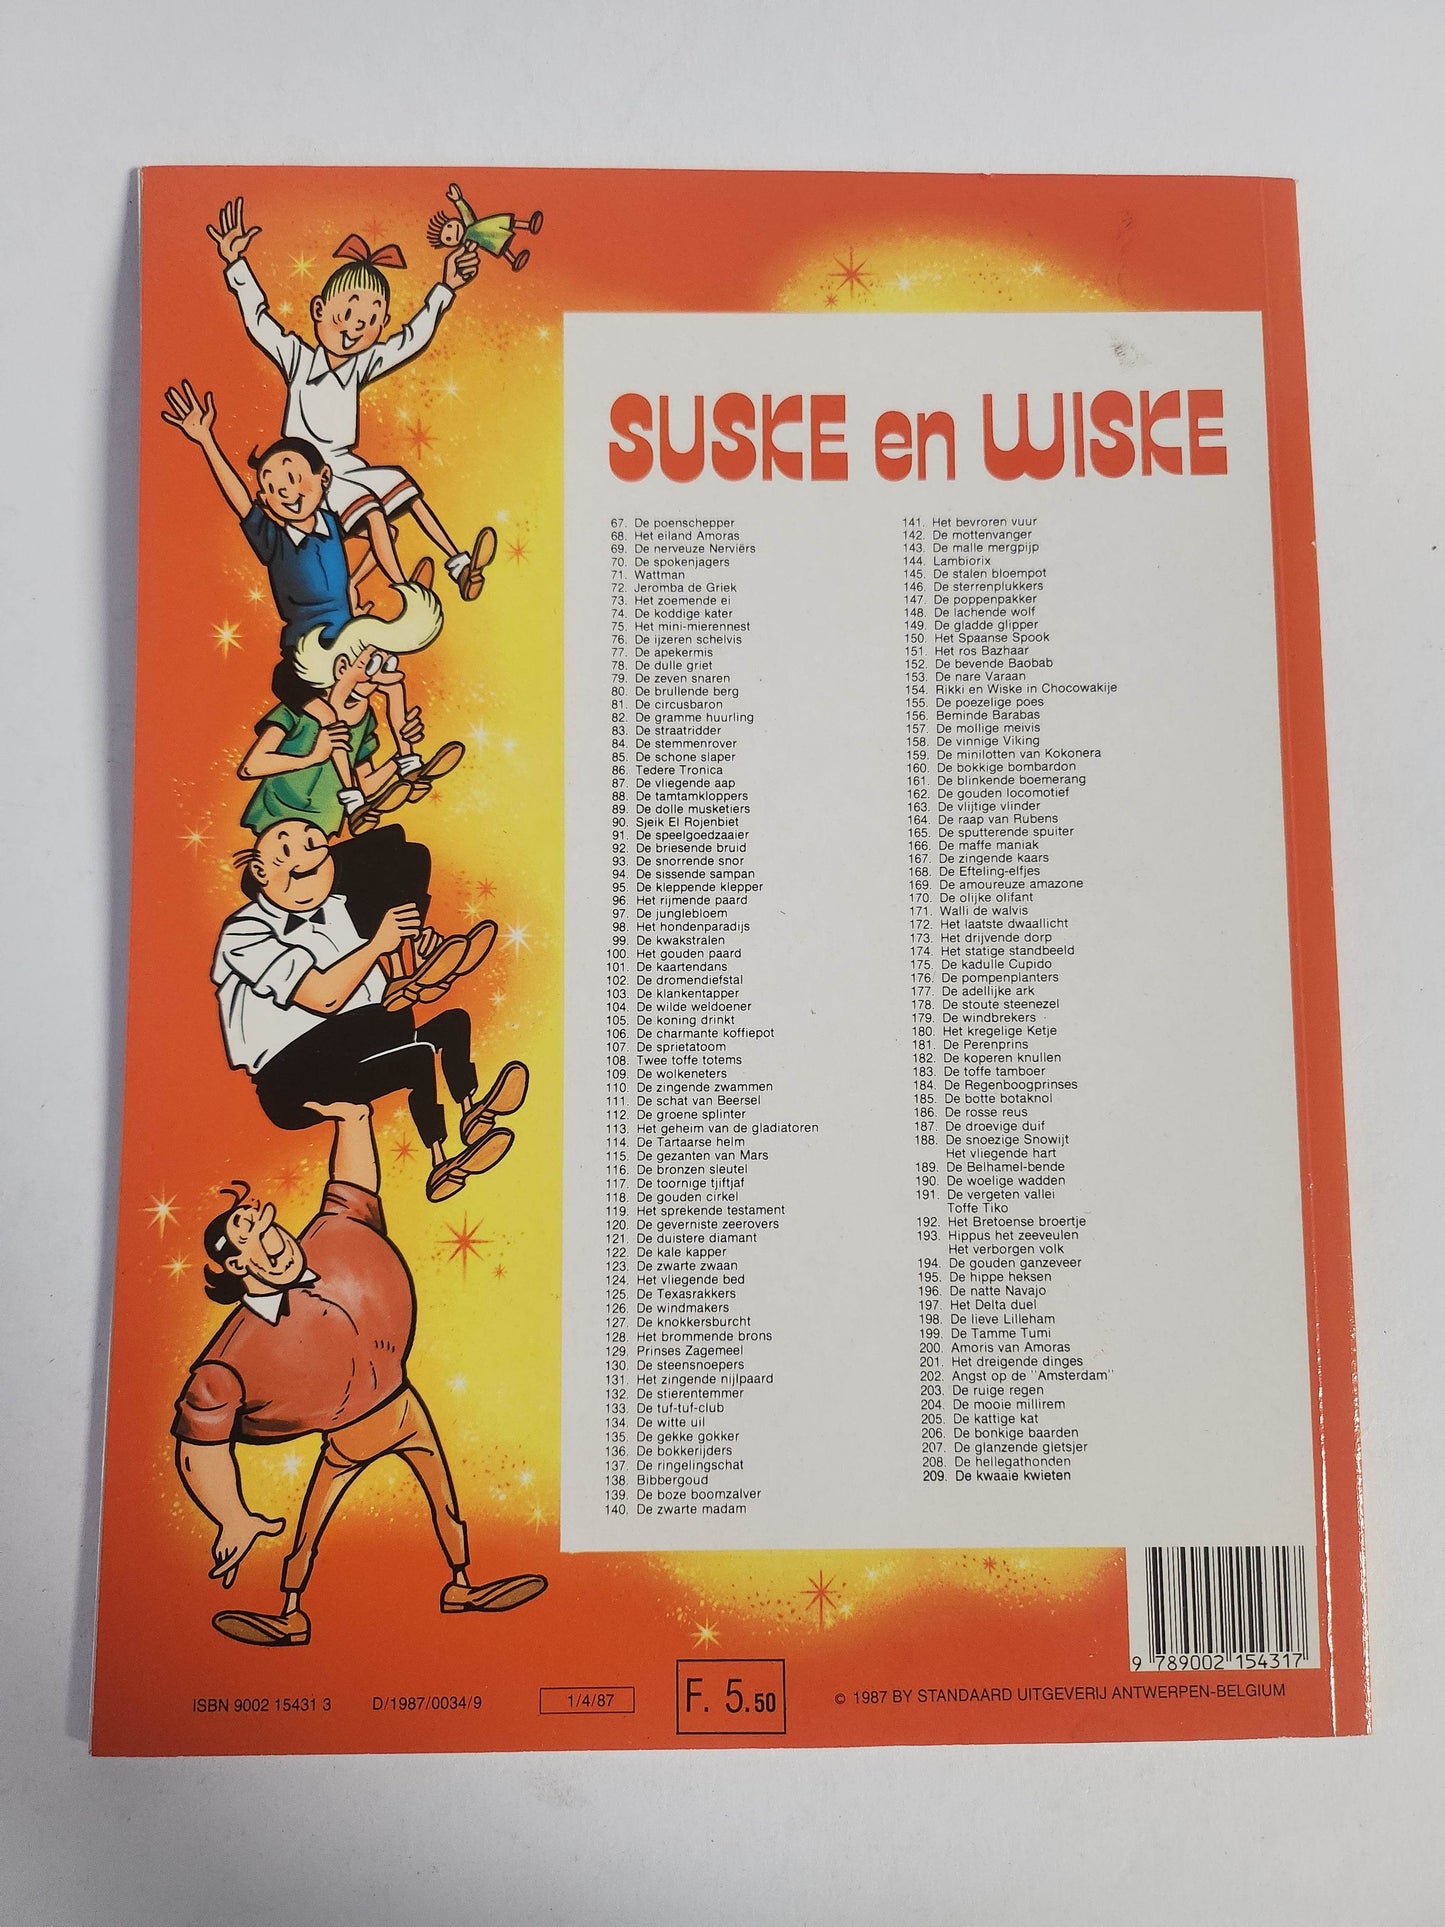 SUSKE en WISKE
67. De poenschepper
68. Het eiland Amoras
69. De nerveuze Nerviërs
70. De spokenjagers
71. Wattman
72. Jeromba de Griek
73. Het zoemende ei
74. De koddige kater
75. Het mini-mierennest
76. De ijzeren schelvis
77. De apekermis
78. De dulle griet
79. De zeven snaren
80. De brullende berg
81. De circusbaron
82. De gramme huurling
83. De straatridder
84. De stemmenrover
85. De schone slaper
86. Tedere Tronica
87. De vliegende aap
88. De tamtamkloppers
89. De dolle musketiers
90. Sjeik El Rojenbiet
91. De speelgoedzaaier
92. De briesende bruid
93. De snorrende snor
94. De sissende sampan
95. De kleppende klepper
96. Het rijmende paard
97. De junglebloem
98. Het hondenparadijs
99. De kwakstralen
100. Het gouden paard
101. De kaartendans
102. De dromendiefstal
103. De klankentapper
104. De wilde weldoener
105. De koning drinkt
106. De charmante koffiepot
107. De sprietatoom
108. Twee toffe totems
109. De wolkeneters
110. De zingende zwammen
111. De schat van Beersel
112. De groene splinter
113. Het geheim van de gladiatoren
114. De Tartaarse helm
115. De gezanten van Mars
116. De bronzen sleutel
117. De toornige tjiftjaf
118. De gouden cirkel
119. Het sprekende testament
120. De geverniste zeerovers
121. De duistere diamant
122. De kale kapper
123. De zwarte zwaan
124. Het vliegende bed
125. De Texasrakkers
126. De windmakers
127. De knokkersburcht
128. Het brommende brons
129. Prinses Zagemeel
130. De steensnoepers
131. Het zingende nijlpaard
132. De stierentemmer
133. De tuf-tuf-club
134. De witte uil
135. De gekke gokker
136. De bokkerijders
137. De ringelingschat
138. Bibbergoud
139. De boze boomzalver
140. De zwarte madam
141. Het bevroren vuur
142. De mottenvanger
143. De malle mergpijp
144. Lambiorix
145. De stalen bloempot
146. De sterrenplukkers
147. De poppenpakker
148. De lachende wolf
149. De gladde glipper
150. Het Spaanse Spook
151. Het ros Bazhaar
152. De bevende Baobab
153. De nare Varaan
154. Rikki en Wiske in Chocowakije
155. De poezelige poes
156. Beminde Barabas
157. De mollige meivis
158. De vinnige Viking
159. De minilotten van Kokonera
160. De bokkige bombardon
161. De blinkende boemerang
162. De gouden locomotief
163. De vlijtige vlinder
164. De raap van Rubens
165. De sputterende spuiter
166. De maffe maniak
167. De zingende kaars
168. De Efteling-elfjes
169. De amoureuze amazone
170. De olijke olifant
171. Walli de walvis
172. Het laatste dwaallicht
173. Het drijvende dorp
174. Het statige standbeeld
175. De kadulle Cupido
176. De pompenplanters
177. De adellijke ark
178. De stoute steenezel
179. De windbrekers
180. Het kregelige Ketje
181. De Perenprins
182. De koperen knullen
183. De toffe tamboer
184. De Regenboogprinses
185. De botte botaknol
186. De rosse reus
187. De droevige duif
188. De snoezige Snowijt
Het vliegende hart
189. De Belhamel-bende
190. De woelige wadden
191. De vergeten vallei
Toffe Tiko
192. Het Bretoense broertje
193. Hippus het zeeveulen
Het verborgen volk
194. De gouden ganzeveer
195. De hippe heksen
196. De natte Navajo
197. Het Delta duel
198. De lieve Lilleham
199. De Tamme Tumi
200. Amoris van Amoras
201. Het dreigende dinges
202. Angst op de "Amsterdam"
203. De ruige regen
204. De mooie millirem
205. De kattige kat
206. De bonkige baarden
207. De glanzende gletsjer
208. De hellegathonden
209. De kwaaie kwieten
9 789002 154317
ISBN 9002 15431 3 D/1987/0034/9 1/4/87 F. 5.50 © 1987 BY STANDAARD UITGEVERIJ ANTWERPEN-BELGIUM